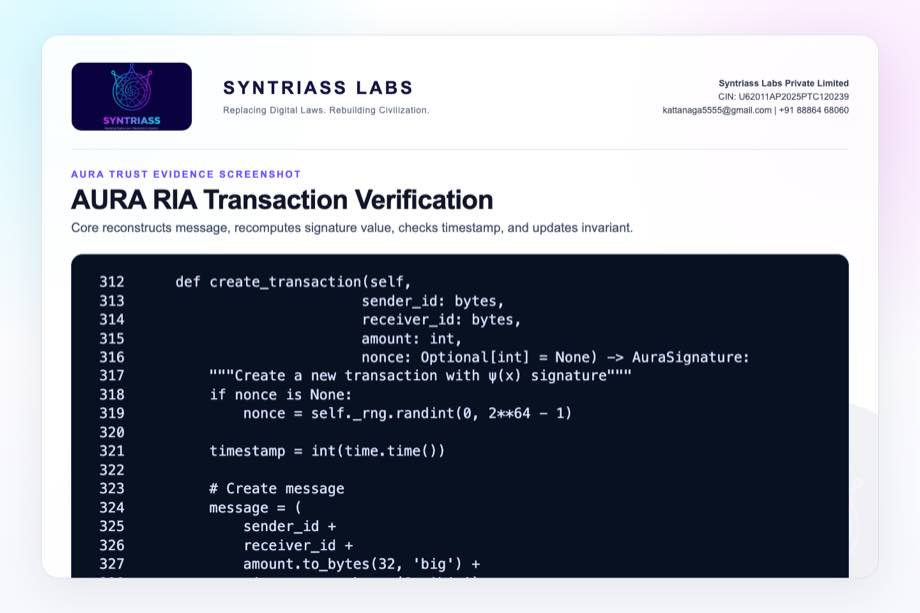 SYNTRIASS
SYNTRIASS LABS
Replacing Digital Laws. Rebuilding Civilization.
Syntriass Labs Private Limited
CIN: U62011AP2025PTC120239
kattanaga5555@gmail.com | +91 88864 68060
AURA TRUST EVIDENCE SCREENSHOT
AURA RIA Transaction Verification
Core reconstructs message, recomputes signature value, checks timestamp, and updates invariant.
312      def create_transaction(self,
313                            sender_id: bytes,
314                            receiver_id: bytes,
315                            amount: int,
316                            nonce: Optional[int] = None) -> AuraSignature:
317          """Create a new transaction with ψ(x) signature"""
318          if nonce is None:
319              nonce = self._rng.randint(0, 2**64 - 1)
320
321          timestamp = int(time.time())
322
323          # Create message
324          message = (
325              sender_id +
326              receiver_id +
327              amount.to_bytes(32, 'big') +